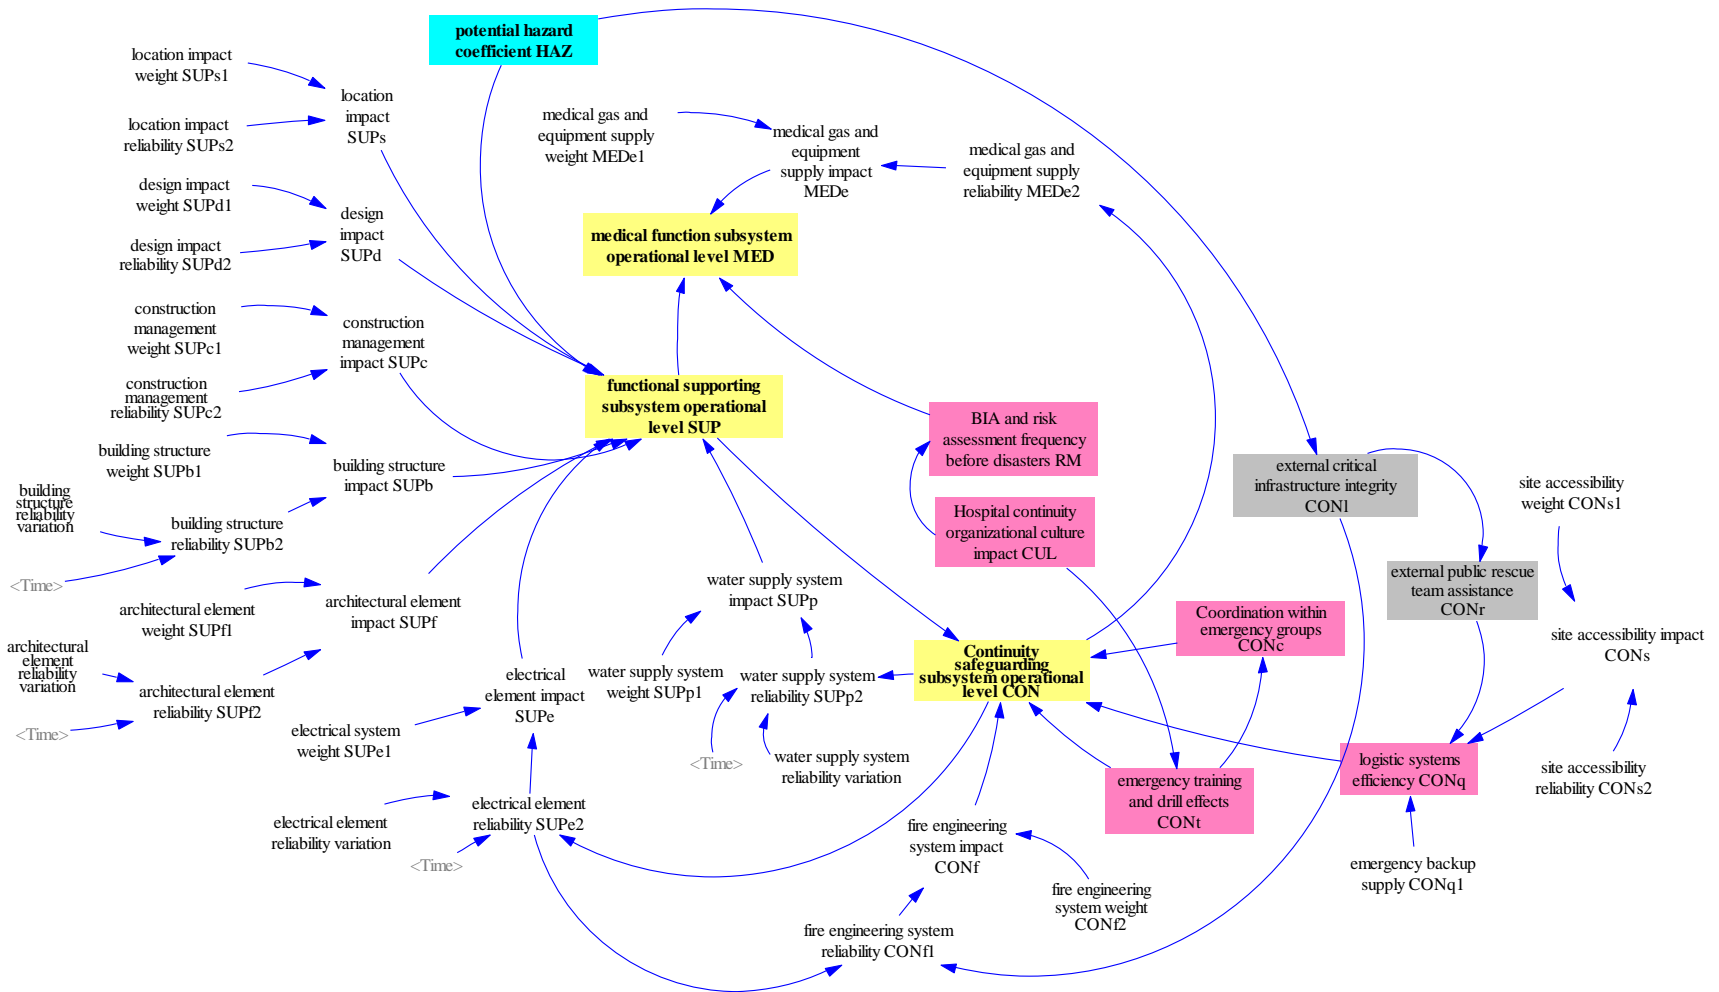 potential hazard
coefficient HAZ
location impact
weight SUPs1
location
impact
SUPs
location impact
reliability SUPs2
design impact
weight SUPd1
design
impact
SUPd
design impact
reliability SUPd2
construction
management
weight SUPc1
construction
management
impact SUPc
construction
management
reliability SUPc2
building structure
weight SUPb1
building structure
impact SUPb
building
structure
reliability
variation
building structure
reliability SUPb2
<Time>
architectural element
weight SUPf1
architectural element
impact SUPf
architectural
element
reliability
variation
architectural element
reliability SUPf2
<Time>
medical gas and
equipment supply
weight MEDe1
medical gas and
equipment
supply impact
MEDe
medical gas and
equipment supply
reliability MEDe2
medical function subsystem
operational level MED
functional supporting
subsystem operational
level SUP
BIA and risk
assessment frequency
before disasters RM
Hospital continuity
organizational culture
impact CUL
external critical
infrastructure integrity
CONl
site accessibility
weight CONs1
external public rescue
team assistance
CONr
water supply system
impact SUPp
Coordination within
emergency groups
CONc
site accessibility impact
CONs
Continuity
safeguarding
subsystem operational
level CON
water supply system
weight SUPp1
water supply system
reliability SUPp2
electrical
element impact
SUPe
electrical system
weight SUPe1
<Time>
water supply system
reliability variation
emergency training
and drill effects
CONt
logistic systems
efficiency CONq
site accessibility
reliability CONs2
electrical element
reliability SUPe2
electrical element
reliability variation
<Time>
fire engineering
system impact
CONf
fire engineering
system weight
CONf2
emergency backup
supply CONq1
fire engineering system
reliability CONf1